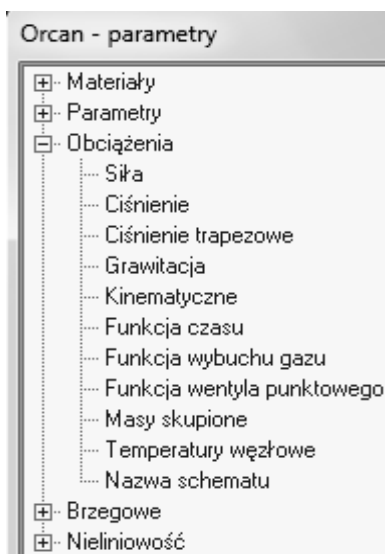 Orcan - parametry
Materiały
Parametry
Obciążenia
Siła
Ciśnienie
Ciśnienie trapezowe
Grawitacja
Kinematyczne
Funkcja czasu
Funkcja wybuchu gazu
Funkcja wentyla punktowego
Masy skupione
Temperatury węzłowe
Nazwa schematu
Brzegowe
Nieliniowość